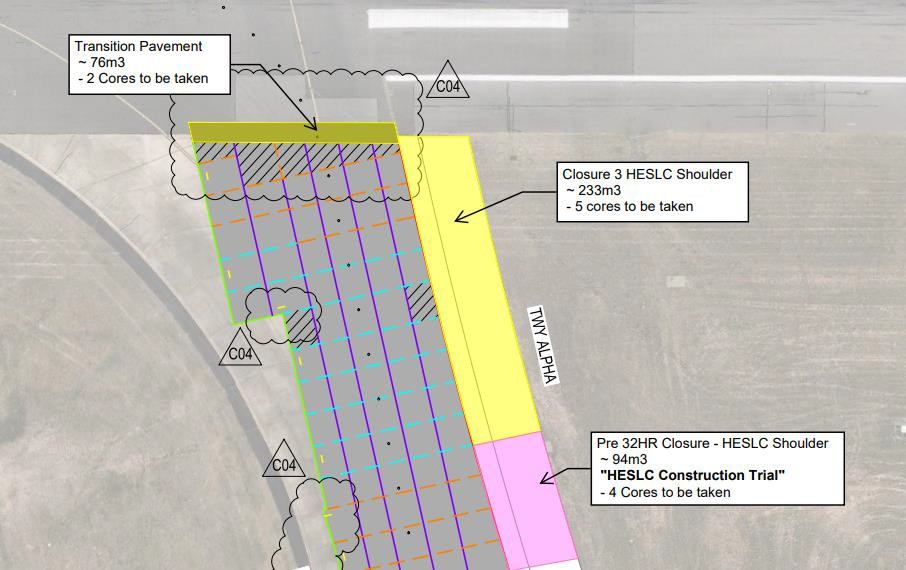 Transition Pavement
~ 76m3
- 2 Cores to be taken
C04
Closure 3 HESLC Shoulder
~ 233m3
- 5 cores to be taken
TWY ALPHA
C04
C04
Pre 32HR Closure - HESLC Shoulder
~ 94m3
"HESLC Construction Trial"
- 4 Cores to be taken